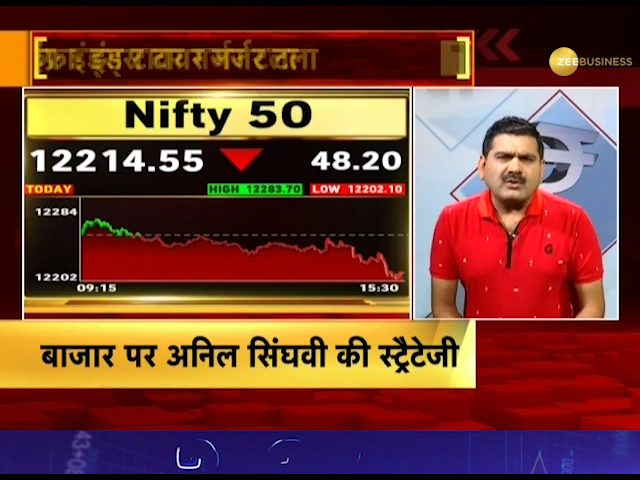 ZEEBUSINESS
Nifty 50
12214.55 48.20
TODAY HIGH 12283.70 LOW 12202.10
12284
12202
09:15 15:30
G
बाजार पर अनिल सिंघवी की स्ट्रैटेजी